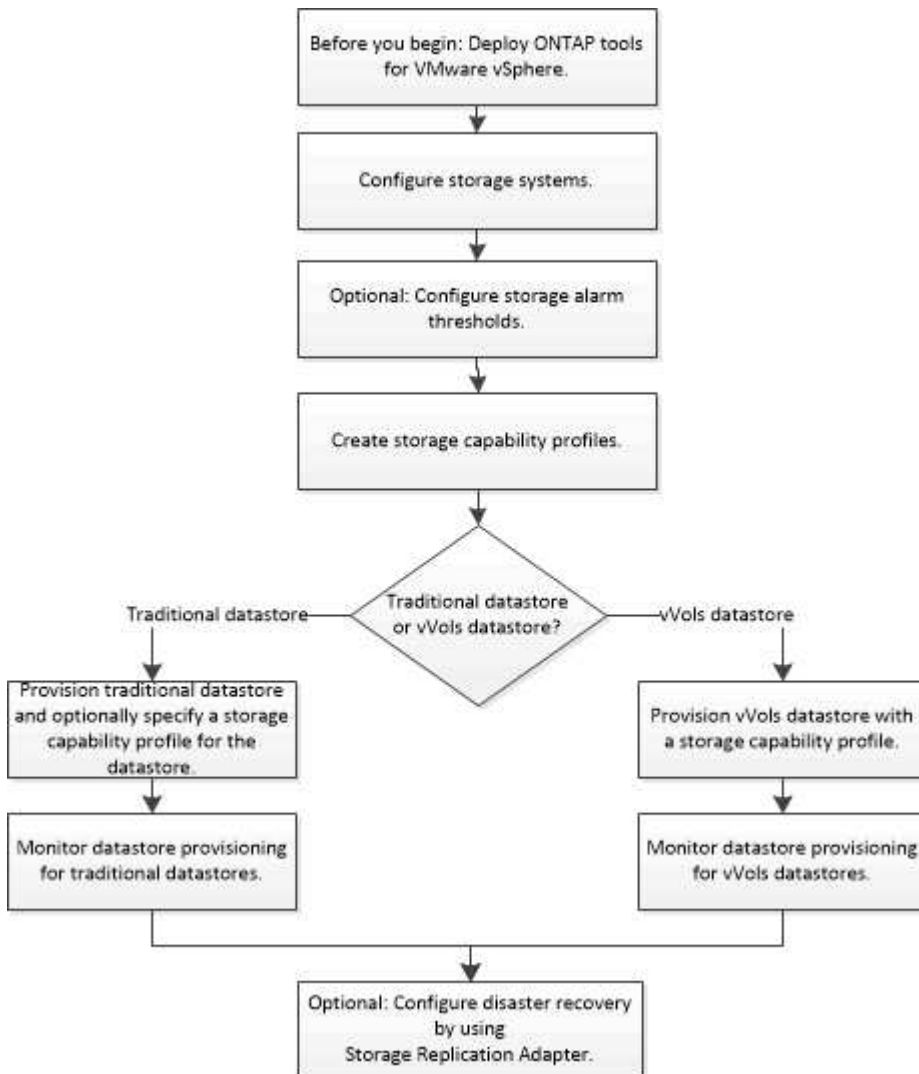 Before you begin: Deploy ONTAP tools
for VMware vSphere.
Configure storage systems.
Optional: Configure storage alarm
thresholds.
Create storage capability profiles.
Traditional datastore
or vVols datastore?
Traditional datastore
vVols datastore
Provision traditional datastore
and optionally specify a storage
capability profile for the
datastore.
Provision vVols datastore with
a storage capability profile.
Monitor datastore provisioning
for traditional datastores.
Monitor datastore provisioning
for vVols datastores.
Optional: Configure disaster recovery
by using
Storage Replication Adapter.